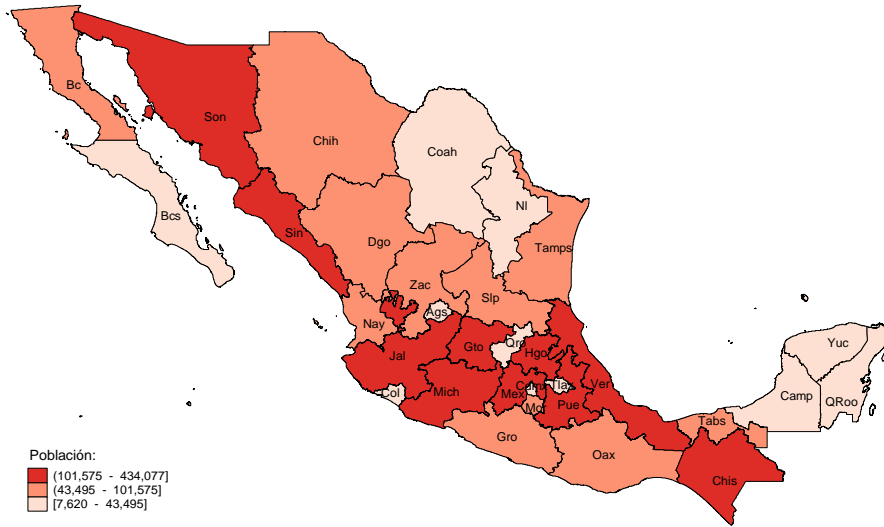 Bc
Son
Chih
Coah
Bcs
Nl
Sin
Dgo
Tamps
Zac
Slp
Ags
Nay
Jal
Gto
Qro
Hgo
Yuc
Col
Mich
Mex
Tlax
Ver
Camp
QRoo
Mor
Pue
Tabs
Gro
Oax
Chis
Población:
(101,575 - 434,077]
(43,495 - 101,575]
[7,620 - 43,495]